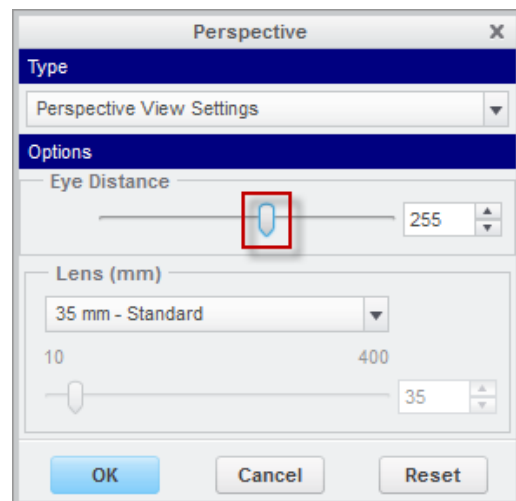 Perspective
Type
Perspective View Settings
Options
Eye Distance
255
Lens (mm)
35 mm - Standard
10 400
35
OK Cancel Reset